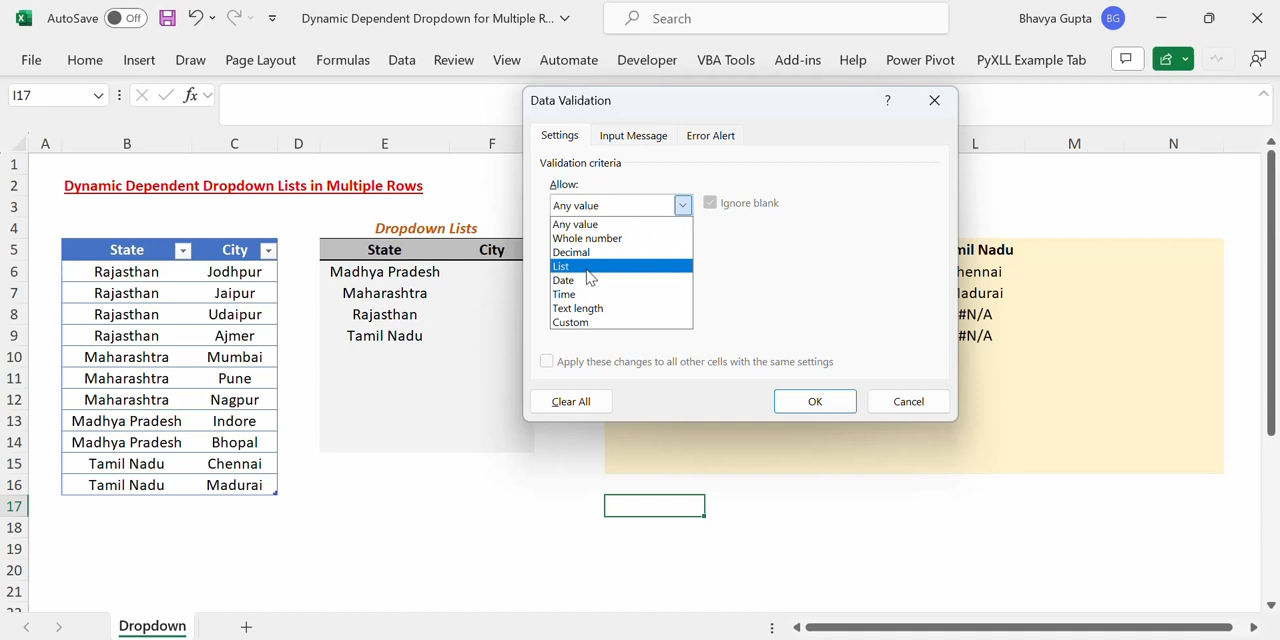 AutoSave Off Dynamic Dependent Dropdown for Multiple R... Search Bhavya Gupta BG
File Home Insert Draw Page Layout Formulas Data Review View Automate Developer VBA Tools Add-ins Help Power Pivot PyXLL Example Tab
I17 fx
Data Validation ?
Settings Input Message Error Alert
Validation criteria
Allow:
Any value Ignore blank
Any value
Whole number
Decimal
List
Date
Time
Text length
Custom
Apply these changes to all other cells with the same settings
Clear All OK Cancel
A B C D E F L M N
1
2 Dynamic Dependent Dropdown Lists in Multiple Rows
3
4 Dropdown Lists
5 State City State City mil Nadu
6 Rajasthan Jodhpur Madhya Pradesh hennai
7 Rajasthan Jaipur Maharashtra adurai
8 Rajasthan Udaipur Rajasthan #N/A
9 Rajasthan Ajmer Tamil Nadu #N/A
10 Maharashtra Mumbai
11 Maharashtra Pune
12 Maharashtra Nagpur
13 Madhya Pradesh Indore
14 Madhya Pradesh Bhopal
15 Tamil Nadu Chennai
16 Tamil Nadu Madurai
17
18
19
20
21
Dropdown